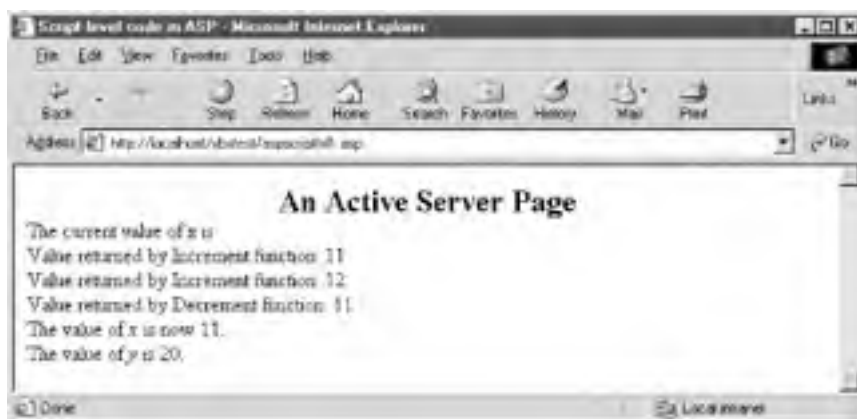 Script level code in ASP - Microsoft Internet Explorer
File Edit View Favorites Tools Help
Back Stop Refresh Home Search Favorites History Mail Print Links
Address http://localhost/vbstest/ Go
An Active Server Page
The current value of x is
Value returned by Increment function: 11
Value returned by Increment function: 12
Value returned by Decrement function: 11
The value of x is now 11.
The value of y is 20.
Done Local intranet